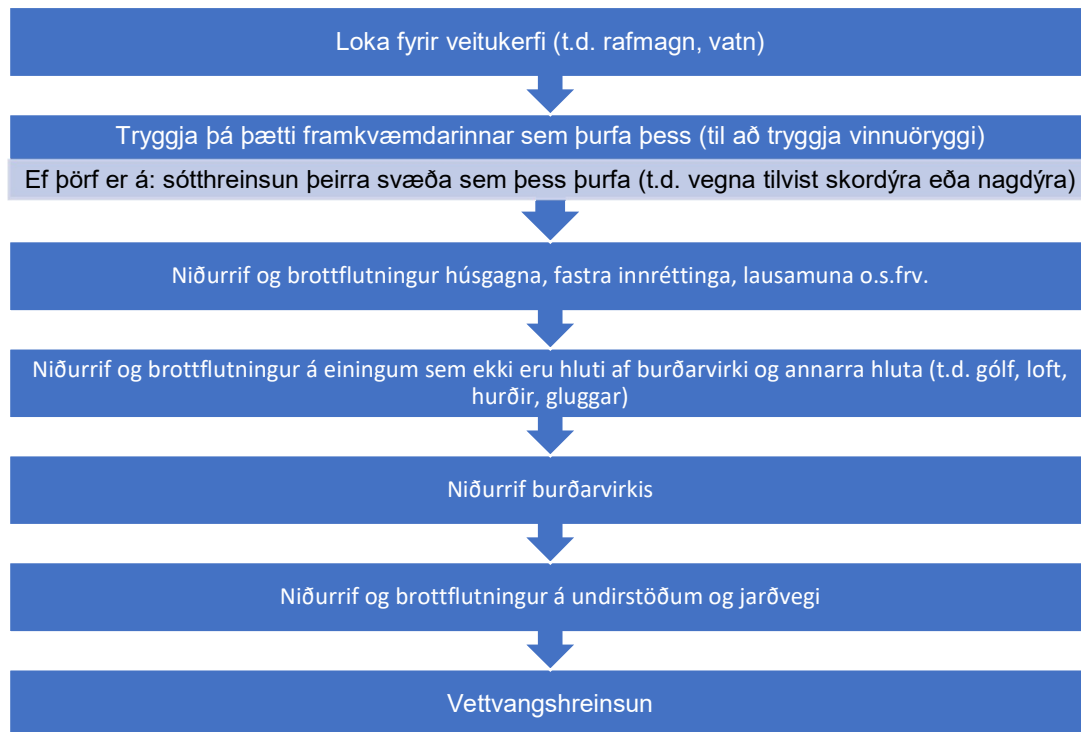 Loka fyrir veitukerfi (t.d. rafmagn, vatn)
Tryggja þá þætti framkvæmdarinnar sem þurfa þess (til að tryggja vinnuöryggi)
Ef þörf er á: sótthreinsun þeirra svæða sem þess þurfa (t.d. vegna tilvist skordýra eða nagdýra)
Niðurrif og brottflutningur húsgagna, fastra innréttinga, lausamuna o.s.frv.
Niðurrif og brottflutningur á einingum sem ekki eru hluti af burðarvirki og annarra hluta (t.d. gólf, loft,
hurðir, gluggar)
Niðurrif burðarvirkis
Niðurrif og brottflutningur á undirstöðum og jarðvegi
Vettvangshreinsun